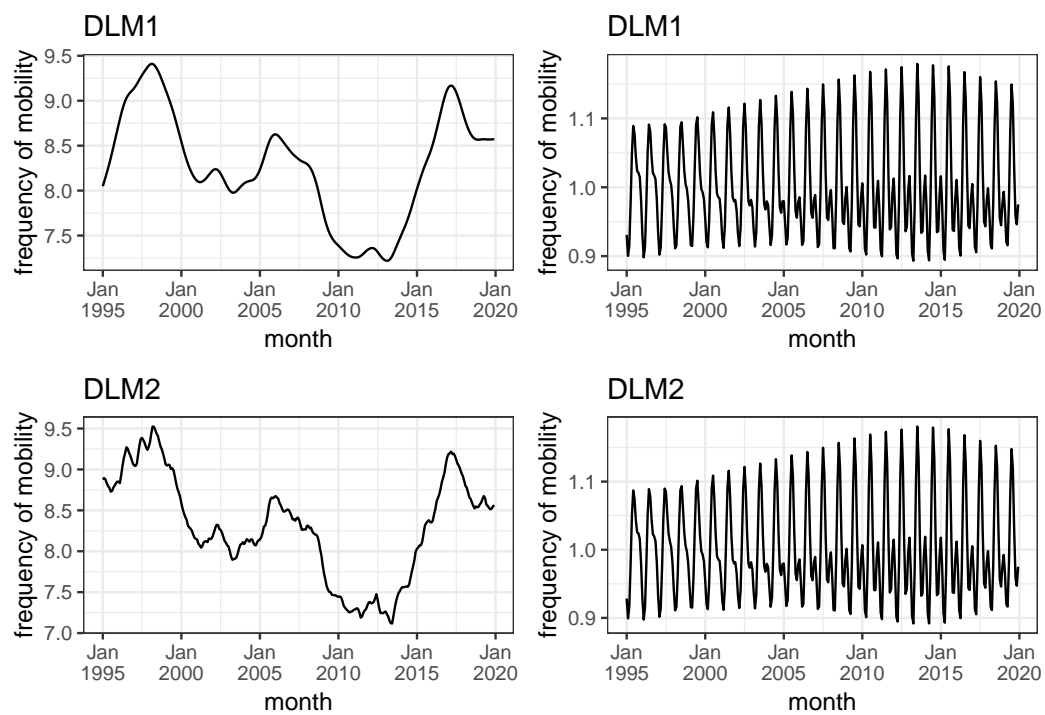 DLM1
frequency of mobility
9.5
9.0
8.5
8.0
7.5
Jan Jan Jan Jan Jan Jan
1995 2000 2005 2010 2015 2020
month
DLM1
frequency of mobility
1.1
1.0
0.9
Jan Jan Jan Jan Jan Jan
1995 2000 2005 2010 2015 2020
month
DLM2
frequency of mobility
9.5
9.0
8.5
8.0
7.5
7.0
Jan Jan Jan Jan Jan Jan
1995 2000 2005 2010 2015 2020
month
DLM2
frequency of mobility
1.1
1.0
0.9
Jan Jan Jan Jan Jan Jan
1995 2000 2005 2010 2015 2020
month